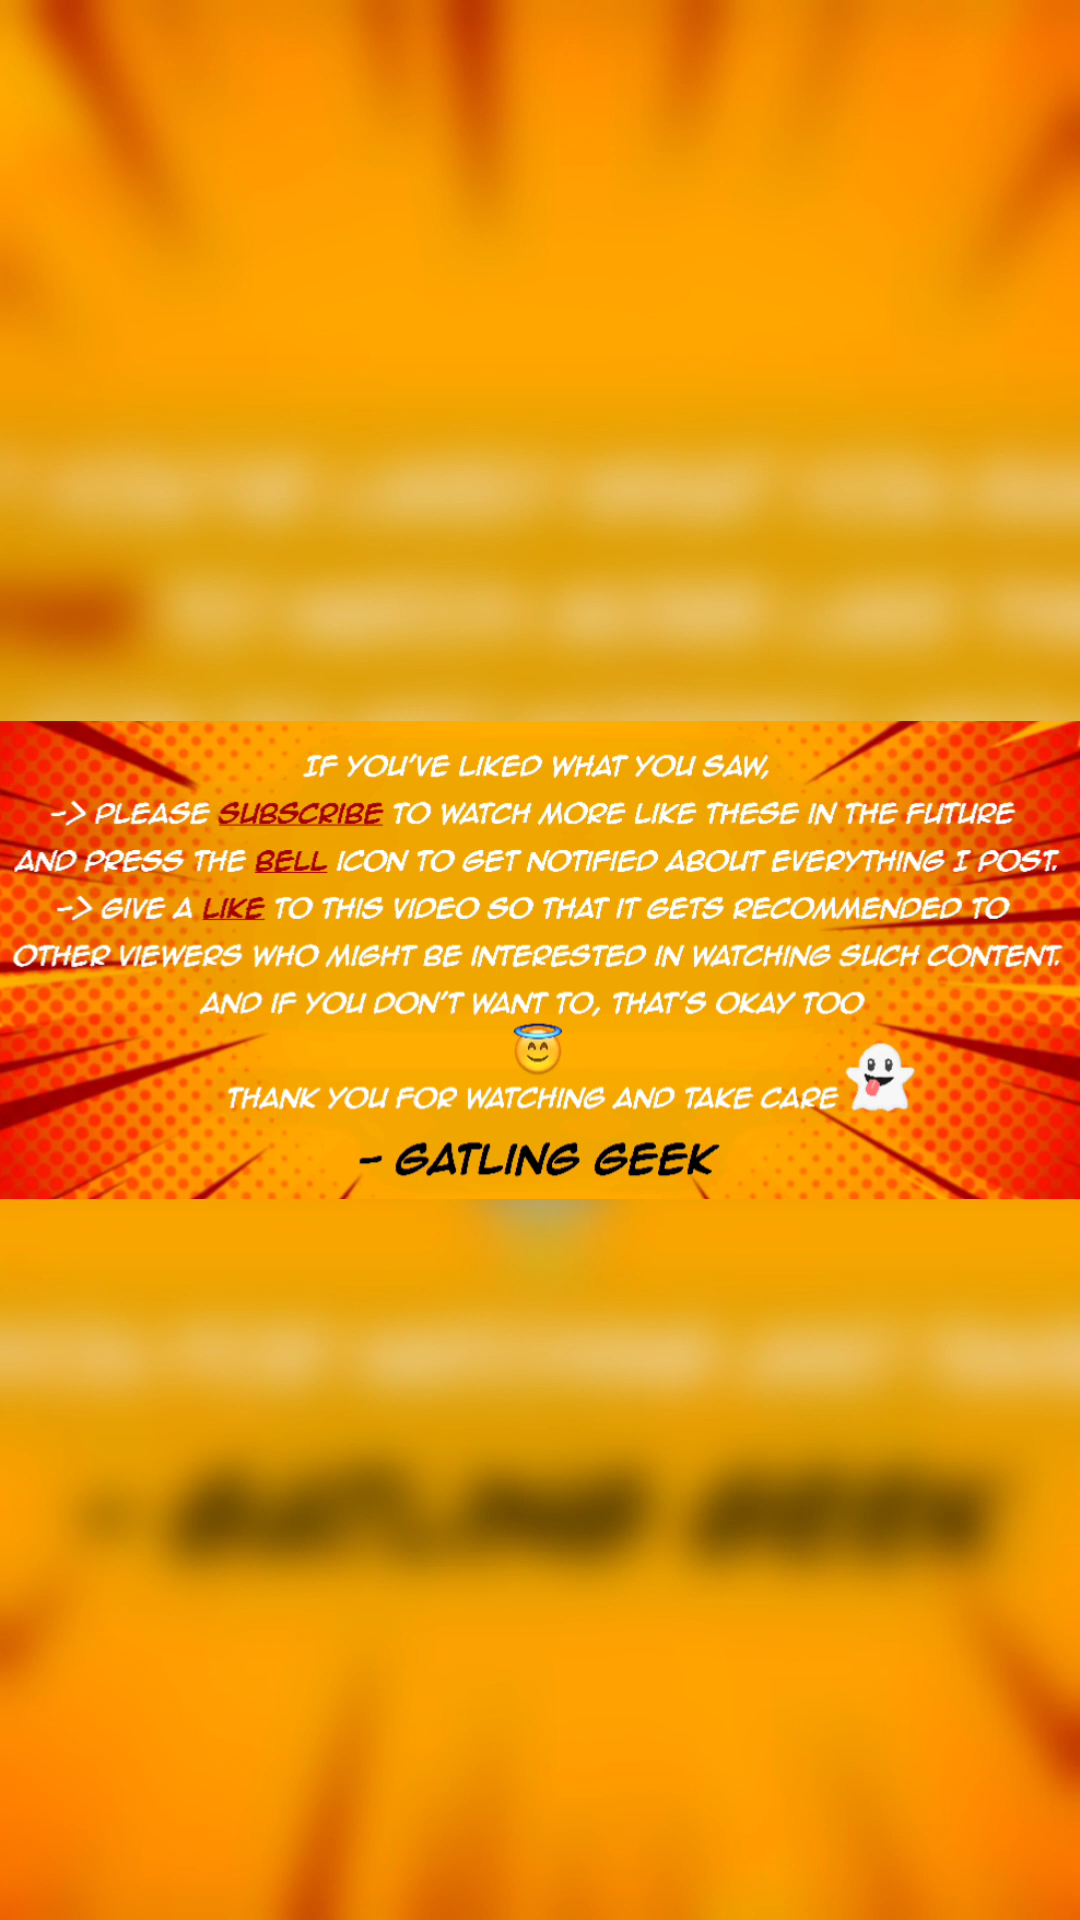 IF YOU'VE LIKED WHAT YOU SAW,
-> PLEASE SUBSCRIBE TO WATCH MORE LIKE THESE IN THE FUTURE
AND PRESS THE BELL ICON TO GET NOTIFIED ABOUT EVERYTHING I POST.
-> GIVE A LIKE TO THIS VIDEO SO THAT IT GETS RECOMMENDED TO
OTHER VIEWERS WHO MIGHT BE INTERESTED IN WATCHING SUCH CONTENT.
AND IF YOU DON'T WANT TO, THAT'S OKAY TOO
😇
THANK YOU FOR WATCHING AND TAKE CARE 👻
- GATLING GEEK